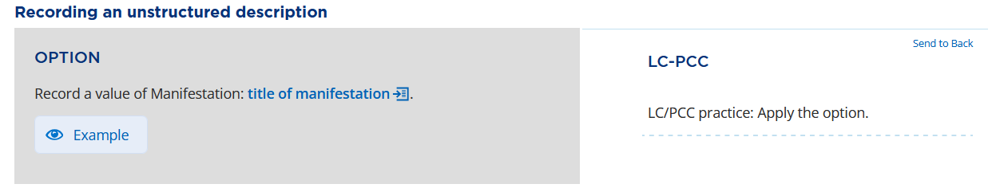 Recording an unstructured description
OPTION
Record a value of Manifestation: title of manifestation.
Example
Send to Back
LC-PCC
LC/PCC practice: Apply the option.